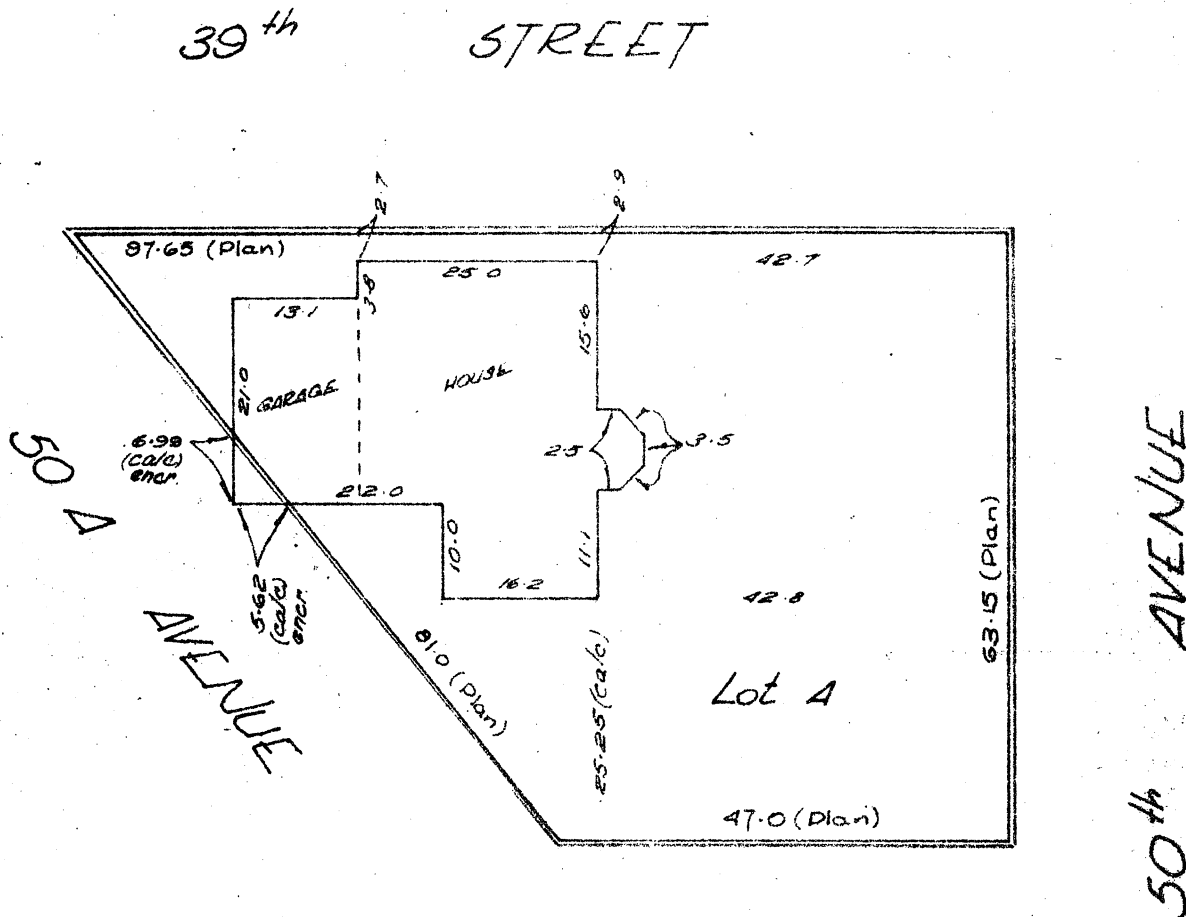 39th STREET
2.7
2.9
97.65 (Plan)
25.0
42.7
3.8
13.1
15.6
21.0
GARAGE
HOUSE
2.5
3.5
6.99
(calc)
encr.
22.0
50 A
AVENUE
10.0
11.1
16.2
5.62
(calc)
encr.
42.8
63.15 (Plan)
81.0 (Plan)
25.25 (calc)
Lot A
47.0 (Plan)
50th AVENUE